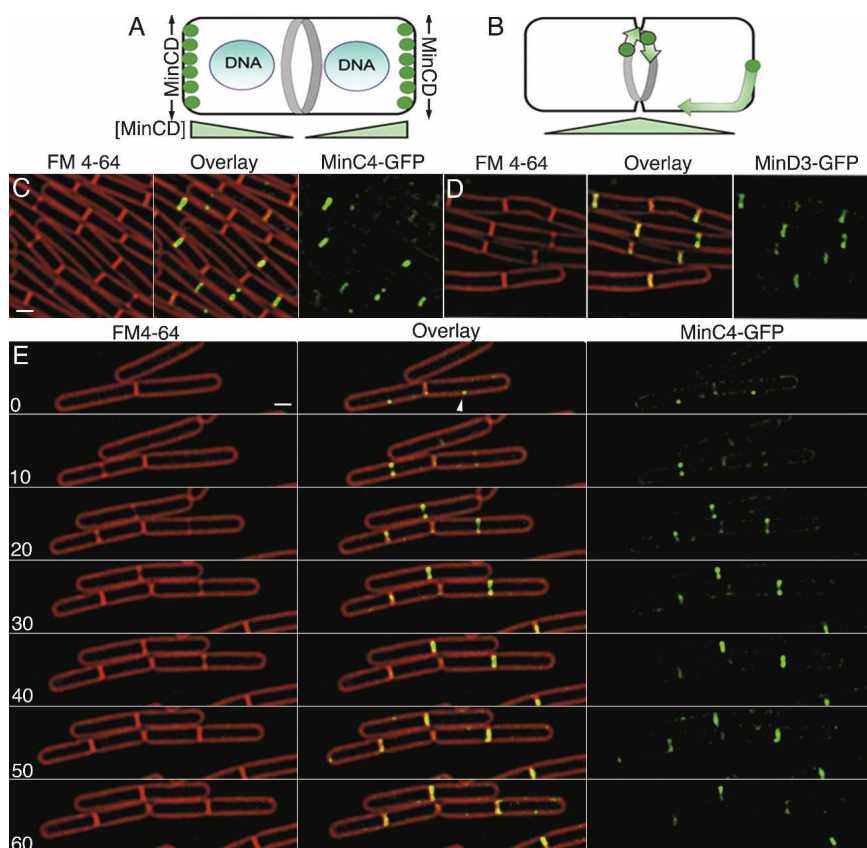 A
B
MinCD
DNA
DNA
MinCD
[MinCD]
FM 4-64
Overlay
MinC4-GFP
FM 4-64
Overlay
MinD3-GFP
C
D
FM4-64
Overlay
MinC4-GFP
E
0
10
20
30
40
50
60